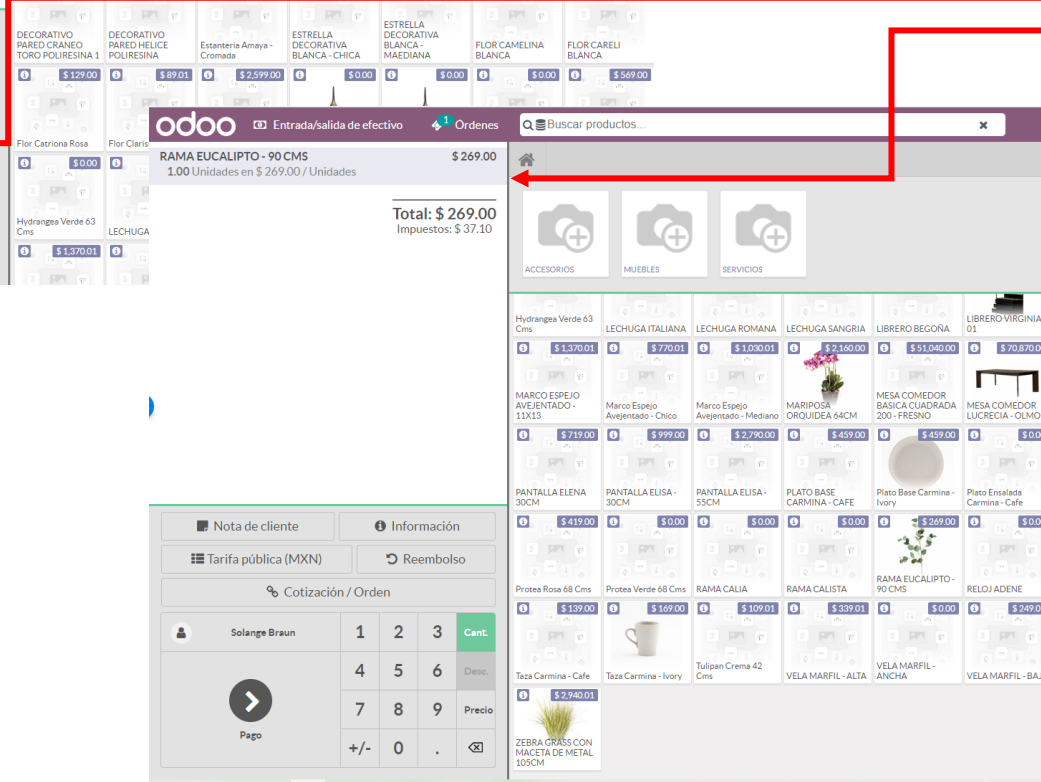 DECORATIVO
PARED CRANEO
TORO POLIRESINA 1
DECORATIVO
PARED HELICE
POLIRESINA
Estanteria Amaya -
Cromada
ESTRELLA
DECORATIVA
BLANCA - CHICA
ESTRELLA
DECORATIVA
BLANCA -
MAEDIANA
FLOR CAMELINA
BLANCA
FLOR CARELI
BLANCA
$ 129.00
$ 89.01
$ 2,599.00
$ 0.00
$ 0.00
$ 0.00
$ 569.00
Flor Catriona Rosa
Flor Claris
$ 0.00
Hydrangea Verde 63
Cms
LECHUGA
$ 1,370.01
odoo
Entrada/salida de efectivo
1
Órdenes
Buscar productos...
RAMA EUCALIPTO - 90 CMS
$ 269.00
1.00 Unidades en $ 269.00 / Unidades
Total: $ 269.00
Impuestos: $ 37.10
ACCESORIOS
MUEBLES
SERVICIOS
Hydrangea Verde 63
Cms
LECHUGA ITALIANA
LECHUGA ROMANA
LECHUGA SANGRIA
LIBRERO BEGOÑA
LIBRERO VIRGINIA
01
$ 1,370.01
$ 770.01
$ 1,030.01
$ 2,160.00
$ 51,040.00
$ 70,870.00
MARCO ESPEJO
AVEJENTADO -
11X13
Marco Espejo
Avejentado - Chico
Marco Espejo
Avejentado - Mediano
MARIPOSA
ORQUIDEA 64CM
MESA COMEDOR
BASICA CUADRADA
200 - FRESNO
MESA COMEDOR
LUCRECIA - OLMO
$ 719.00
$ 999.00
$ 2,790.00
$ 459.00
$ 459.00
$ 0.0
PANTALLA ELENA
30CM
PANTALLA ELISA -
30CM
PANTALLA ELISA -
55CM
PLATO BASE
CARMINA - CAFE
Plato Base Carmina -
Ivory
Plato Ensalada
Carmina - Cafe
$ 419.00
$ 0.00
$ 0.00
$ 0.00
$ 269.00
$ 0.0
Protea Rosa 68 Cms
Protea Verde 68 Cms
RAMA CALIA
RAMA CALISTA
RAMA EUCALIPTO -
90 CMS
RELOJ ADENE
$ 139.00
$ 169.00
$ 109.01
$ 339.01
$ 0.00
$ 249.0
Taza Carmina - Cafe
Taza Carmina - Ivory
Tulipan Crema 42
Cms
VELA MARFIL - ALTA
VELA MARFIL -
ANCHA
VELA MARFIL - BAJ
$ 2,940.01
ZEBRA GRASS CON
MACETA DE METAL
105CM
Nota de cliente
Información
Tarifa pública (MXN)
Reembolso
Cotización / Orden
Solange Braun
1 2 3 Cant.
4 5 6 Desc.
7 8 9 Precio
+/- 0 .
Pago